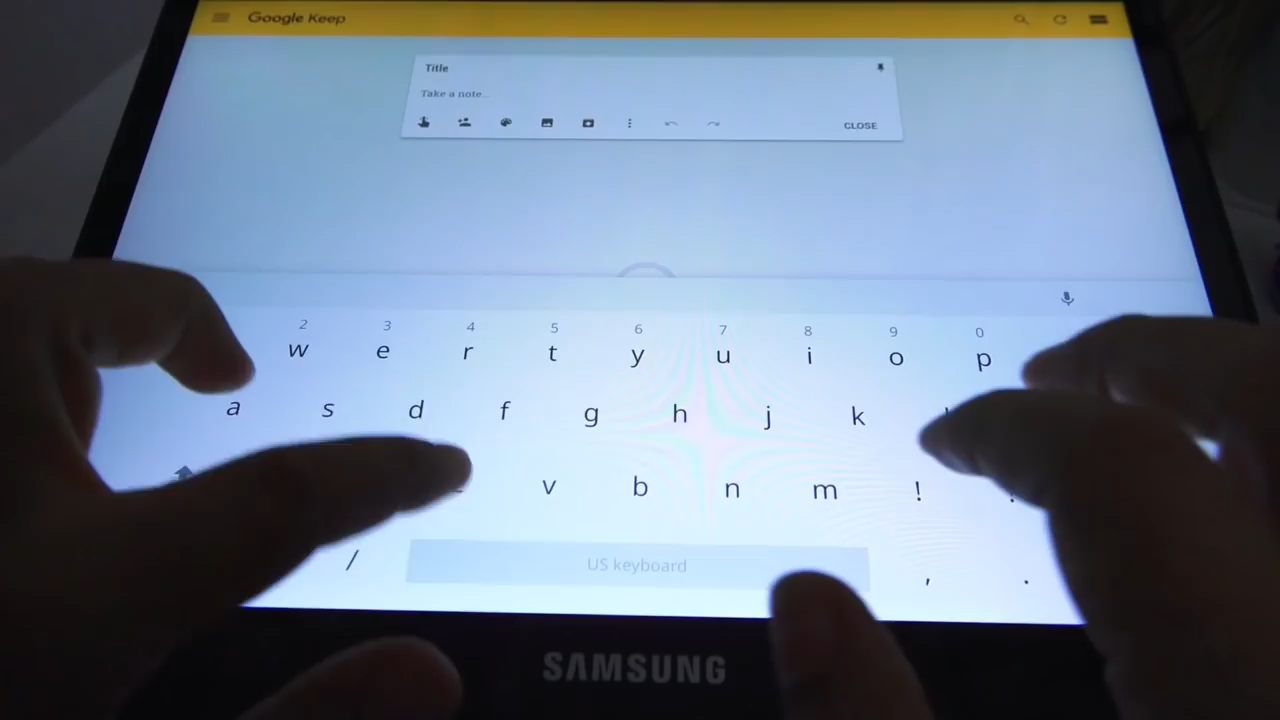 Google Keep
Title
Take a note...
CLOSE
2 3 4 5 6 7 8 9 0
w e r t y u i o p
a s d f g h j k
v b n m !
/ US keyboard , .
SAMSUNG